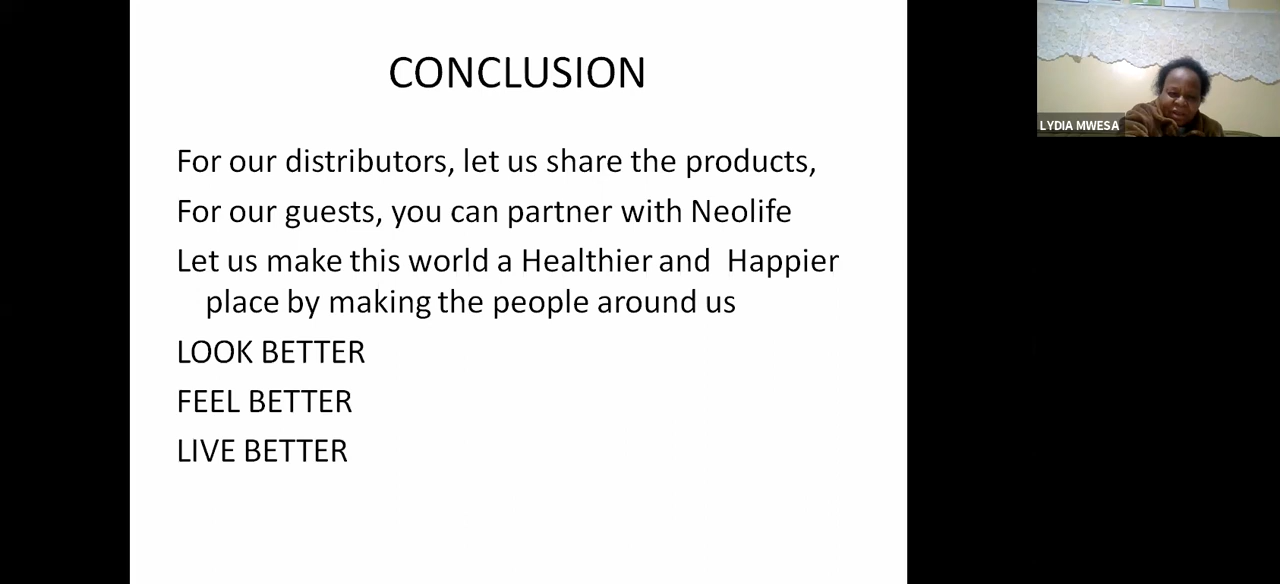 CONCLUSION
For our distributors, let us share the products,
For our guests, you can partner with Neolife
Let us make this world a Healthier and  Happier
place by making the people around us
LOOK BETTER
FEEL BETTER
LIVE BETTER
LYDIA MWESA